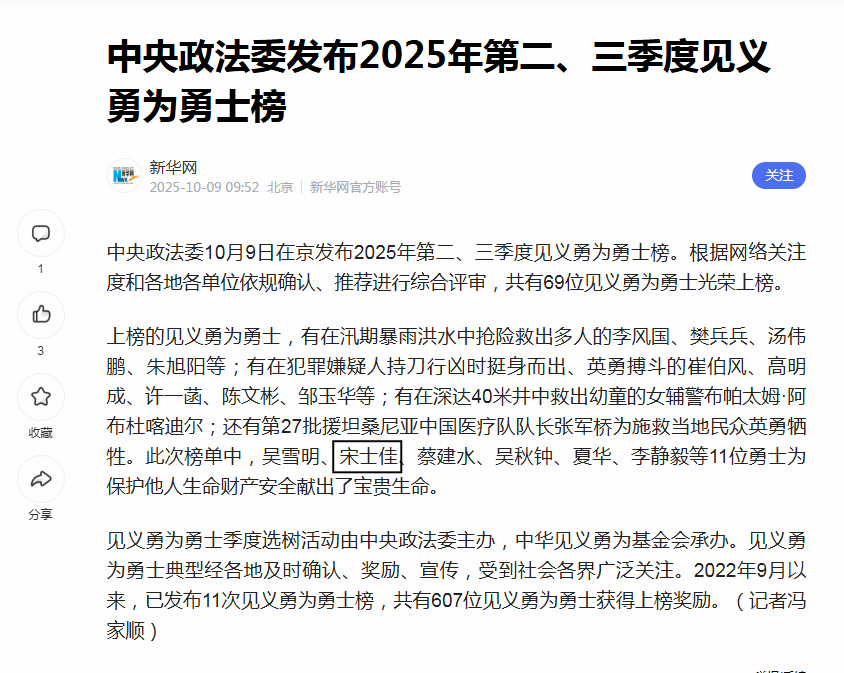 中央政法委发布2025年第二、三季度见义
勇为勇士榜
新华网
2025-10-09 09:52 北京 | 新华网官方账号
关注
1
3
收藏
分享
中央政法委10月9日在京发布2025年第二、三季度见义勇为勇士榜。根据网络关注
度和各地各单位依规确认、推荐进行综合评审，共有69位见义勇为勇士光荣上榜。
上榜的见义勇为勇士，有在汛期暴雨洪水中抢险救出多人的李风国、樊兵兵、汤伟
鹏、朱旭阳等；有在犯罪嫌疑人持刀行凶时挺身而出、英勇搏斗的崔伯风、高明
成、许一菡、陈文彬、邹玉华等；有在深达40米井中救出幼童的女辅警布帕太姆·阿
布杜喀迪尔；还有第27批援坦桑尼亚中国医疗队队长张军桥为施救当地民众英勇牺
牲。此次榜单中，吴雪明、宋士佳、蔡建水、吴秋钟、夏华、李静毅等11位勇士为
保护他人生命财产安全献出了宝贵生命。
见义勇为勇士季度选树活动由中央政法委主办，中华见义勇为基金会承办。见义勇
为勇士典型经各地及时确认、奖励、宣传，受到社会各界广泛关注。2022年9月以
来，已发布11次见义勇为勇士榜，共有607位见义勇为勇士获得上榜奖励。（记者冯
家顺）